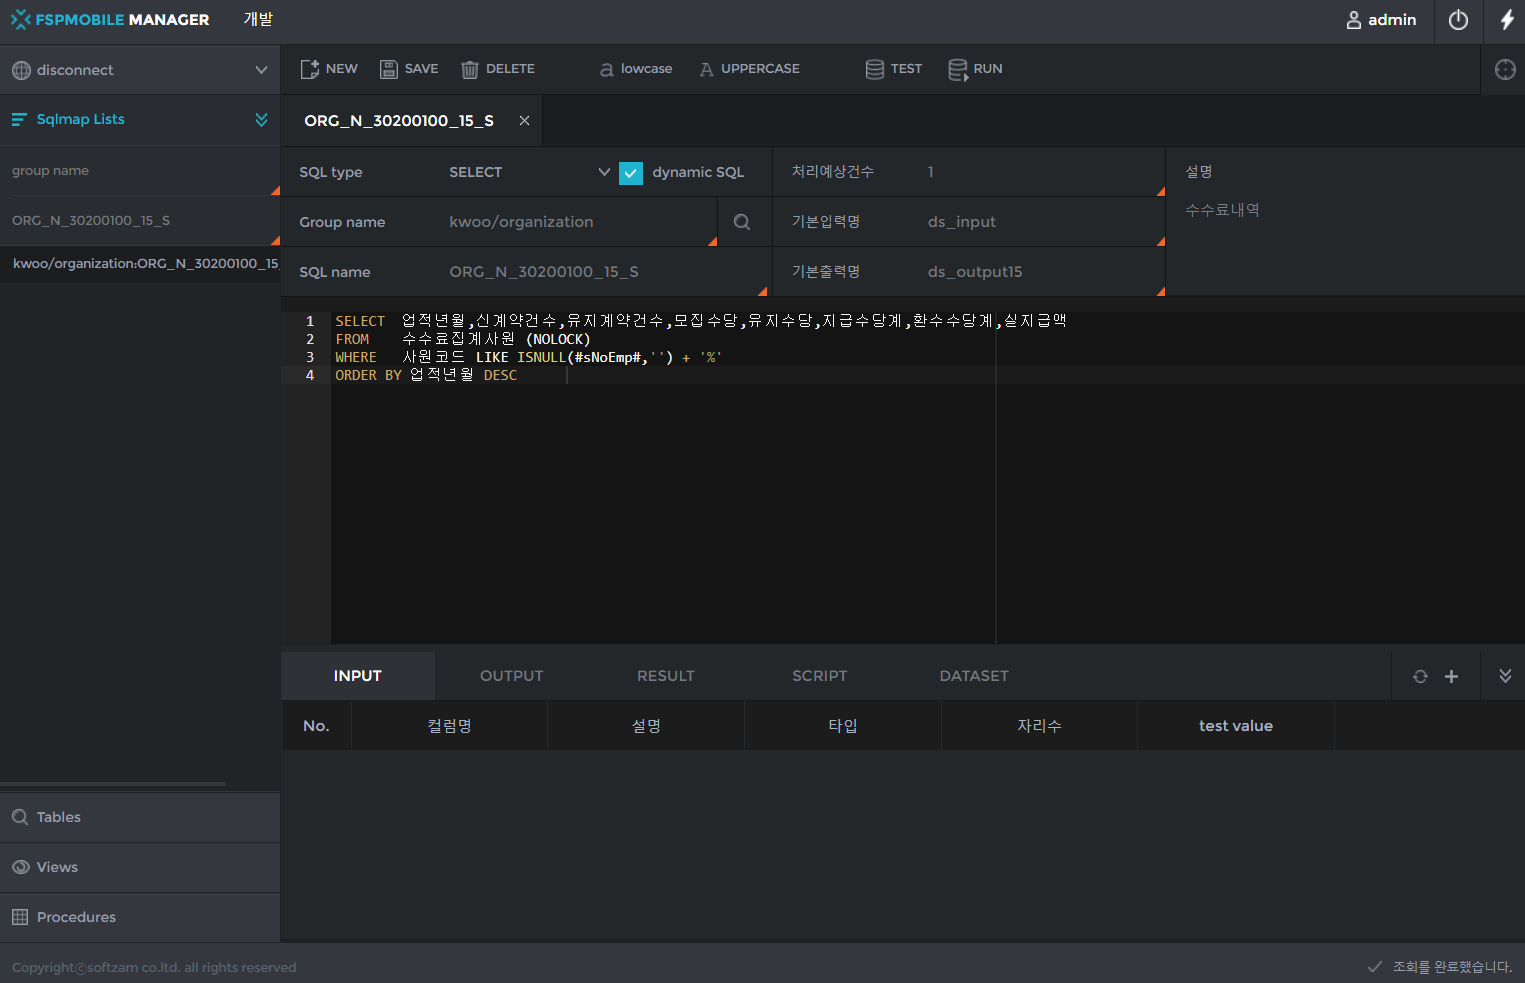 FSPMOBILE MANAGER 개발 admin
disconnect
NEW SAVE DELETE lowcase UPPERCASE TEST RUN
Sqlmap Lists
ORG_N_30200100_15_S
group name
ORG_N_30200100_15_S
kwoo/organization:ORG_N_30200100_15_
SQL type SELECT dynamic SQL 처리예상건수 1 설명
수수료내역
Group name kwoo/organization 기본입력명 ds_input
SQL name ORG_N_30200100_15_S 기본출력명 ds_output15
1 SELECT 업적년월,신계약건수,유지계약건수,모집수당,유지수당,지급수당계,환수수당계,실지급액
2 FROM 수수료집계사원 (NOLOCK)
3 WHERE 사원코드 LIKE ISNULL(#sNoEmp#,'') + '%'
4 ORDER BY 업적년월 DESC
INPUT OUTPUT RESULT SCRIPT DATASET
No. 컬럼명 설명 타입 자리수 test value
Tables
Views
Procedures
Copyrightⓒsoftzam co.ltd. all rights reserved
조회를 완료했습니다.